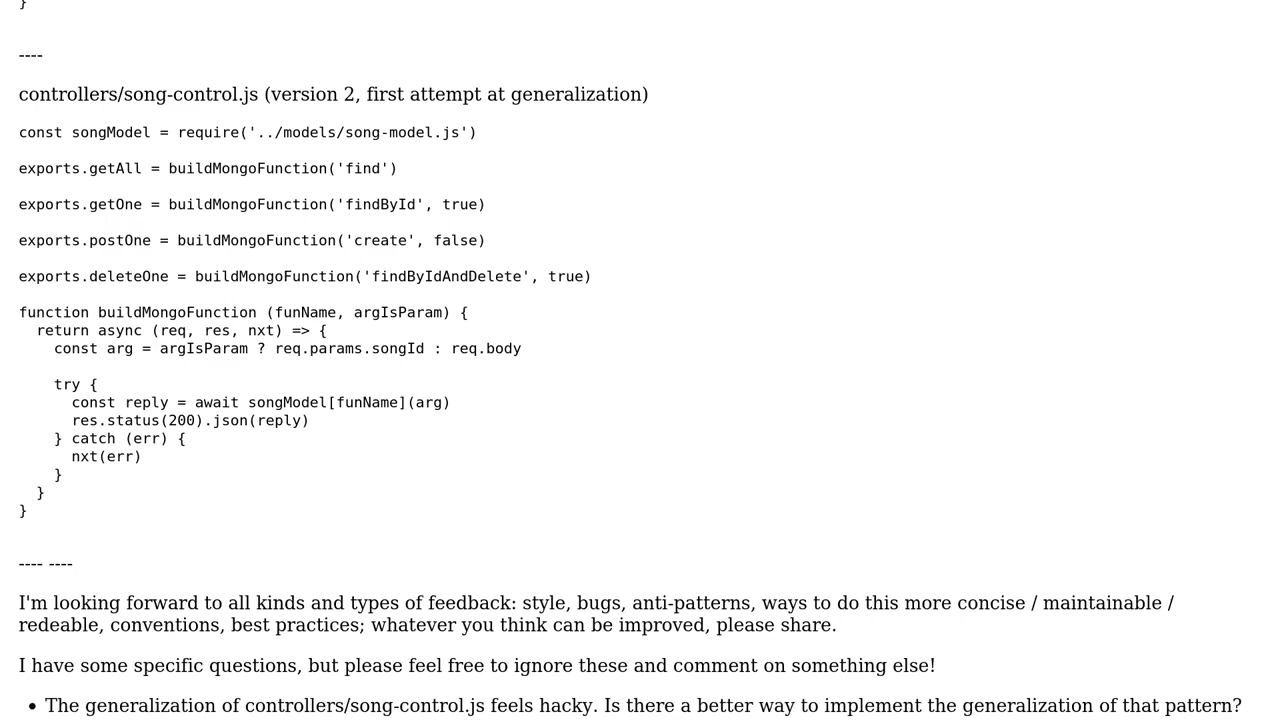 }
----
controllers/song-control.js (version 2, first attempt at generalization)
const songModel = require('../models/song-model.js')
exports.getAll = buildMongoFunction('find')
exports.getOne = buildMongoFunction('findById', true)
exports.postOne = buildMongoFunction('create', false)
exports.deleteOne = buildMongoFunction('findByIdAndDelete', true)
function buildMongoFunction (funName, argIsParam) {
  return async (req, res, nxt) => {
    const arg = argIsParam ? req.params.songId : req.body
    try {
      const reply = await songModel[funName](arg)
      res.status(200).json(reply)
    } catch (err) {
      nxt(err)
    }
  }
}
---- ----
I'm looking forward to all kinds and types of feedback: style, bugs, anti-patterns, ways to do this more concise / maintainable /
redeable, conventions, best practices; whatever you think can be improved, please share.
I have some specific questions, but please feel free to ignore these and comment on something else!
• The generalization of controllers/song-control.js feels hacky. Is there a better way to implement the generalization of that pattern?